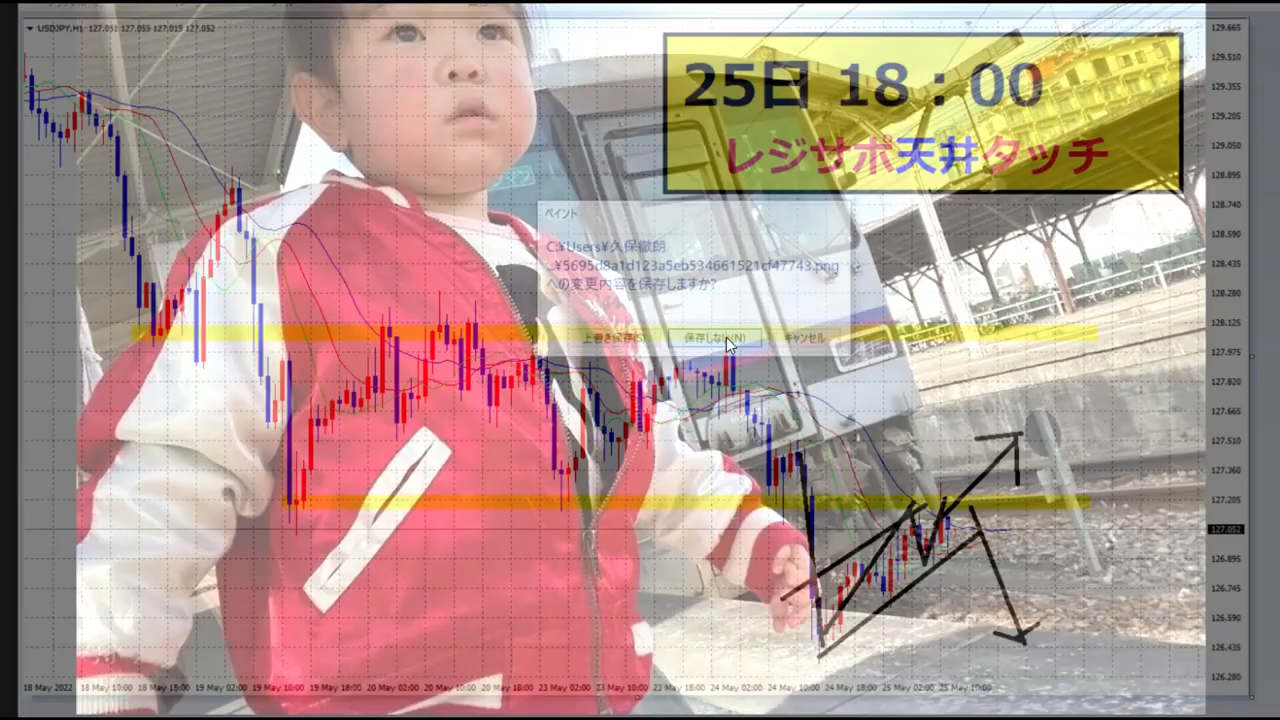 USDJPY,H1 127.051 127.059 127.015 127.052
25日 18：00
レジサポ天井タッチ
ペイント
C:¥Users¥久保徹朗
...¥5695d8a1d123a5eb534661521cf47743.png
への変更内容を保存しますか?
上書き保存(S)
保存しない(N)
キャンセル
129.665
129.510
129.355
129.205
129.050
128.895
128.740
128.590
128.435
128.280
128.125
127.975
127.820
127.665
127.510
127.360
127.205
127.052
126.895
126.745
126.590
126.435
126.280
18 May 2022
18 May 10:00
18 May 18:00
19 May 02:00
19 May 10:00
19 May 18:00
20 May 02:00
20 May 10:00
20 May 18:00
23 May 02:00
23 May 10:00
23 May 18:00
24 May 02:00
24 May 10:00
24 May 18:00
25 May 02:00
25 May 10:00